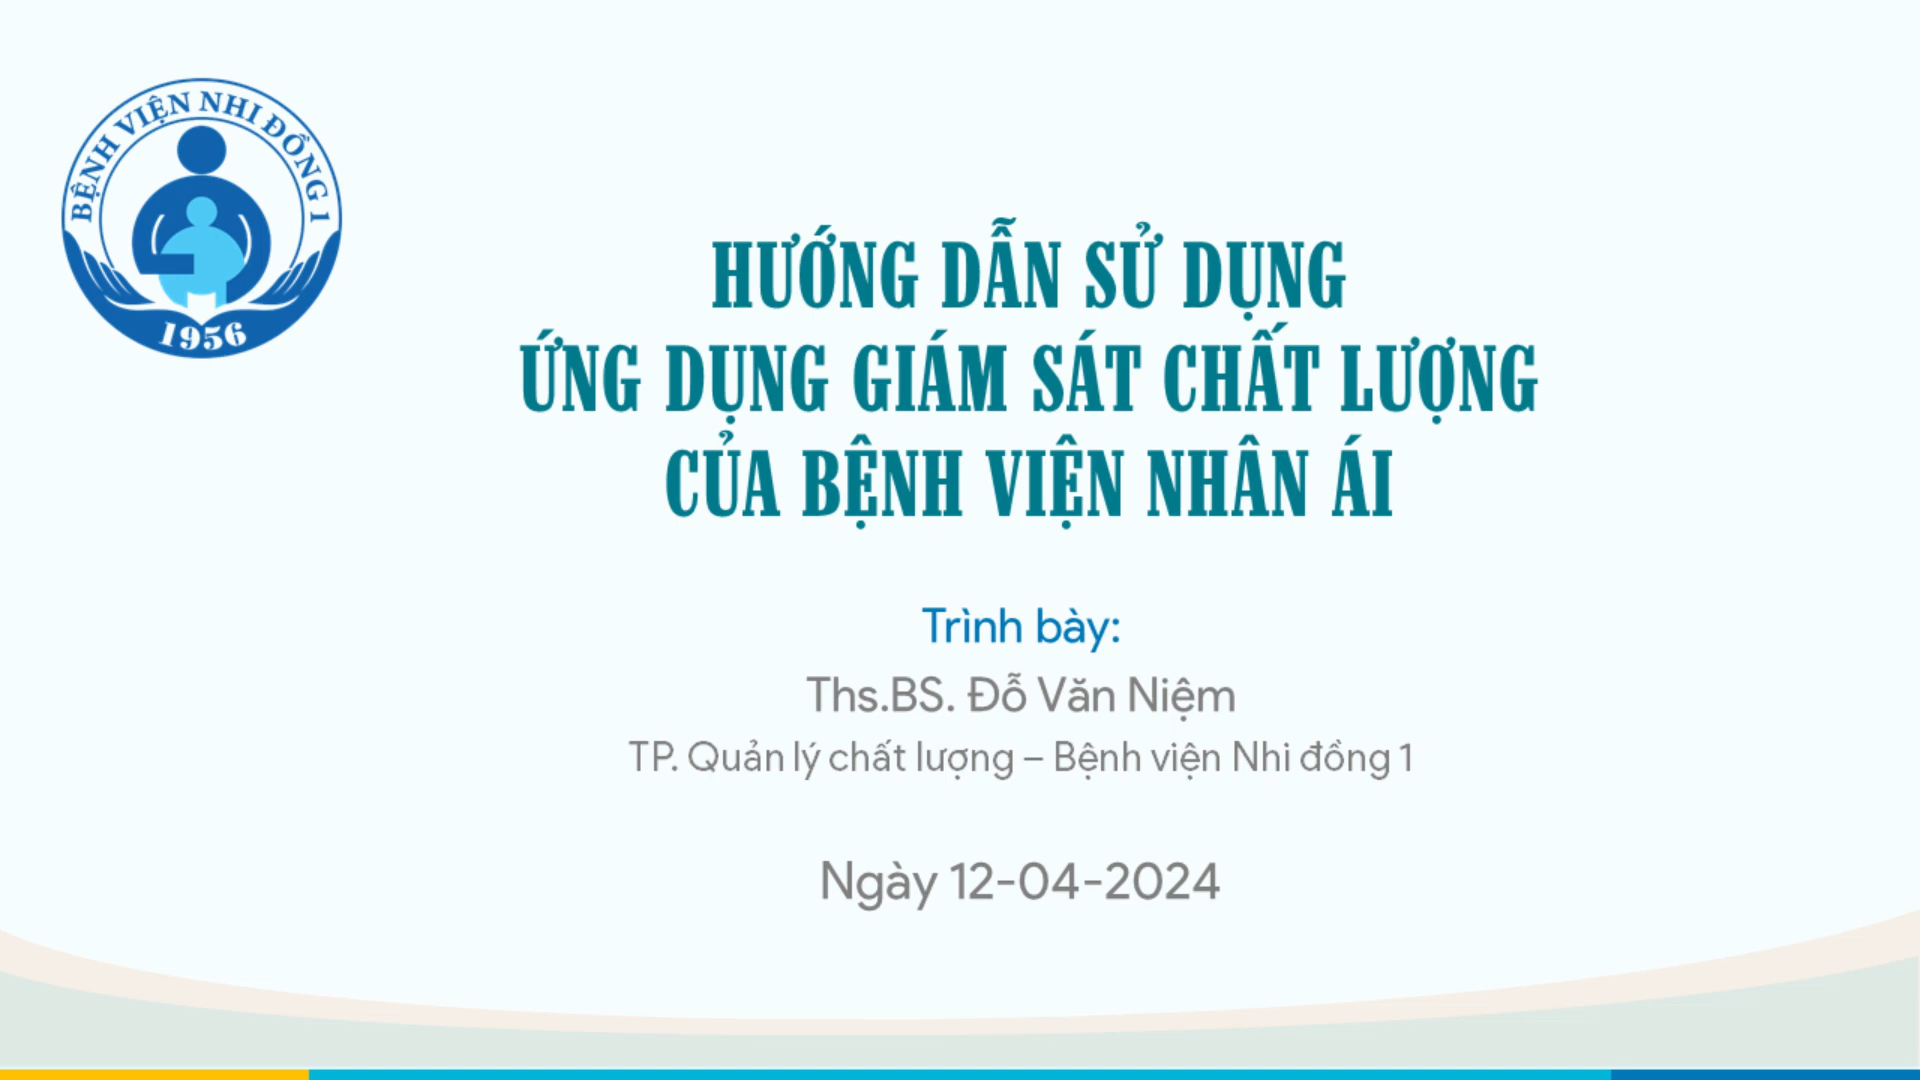 BỆNH VIỆN NHI ĐỒNG 1
1956
HƯỚNG DẪN SỬ DỤNG
ỨNG DỤNG GIÁM SÁT CHẤT LƯỢNG
CỦA BỆNH VIỆN NHÂN ÁI
Trình bày:
Ths.BS. Đỗ Văn Niệm
TP. Quản lý chất lượng – Bệnh viện Nhi đồng 1
Ngày 12-04-2024